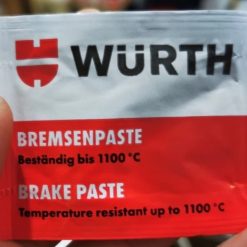 WÜRTH
BREMSENPASTE
Beständig bis 1100 °C
BRAKE PASTE
Temperature resistant up to 1100 °C